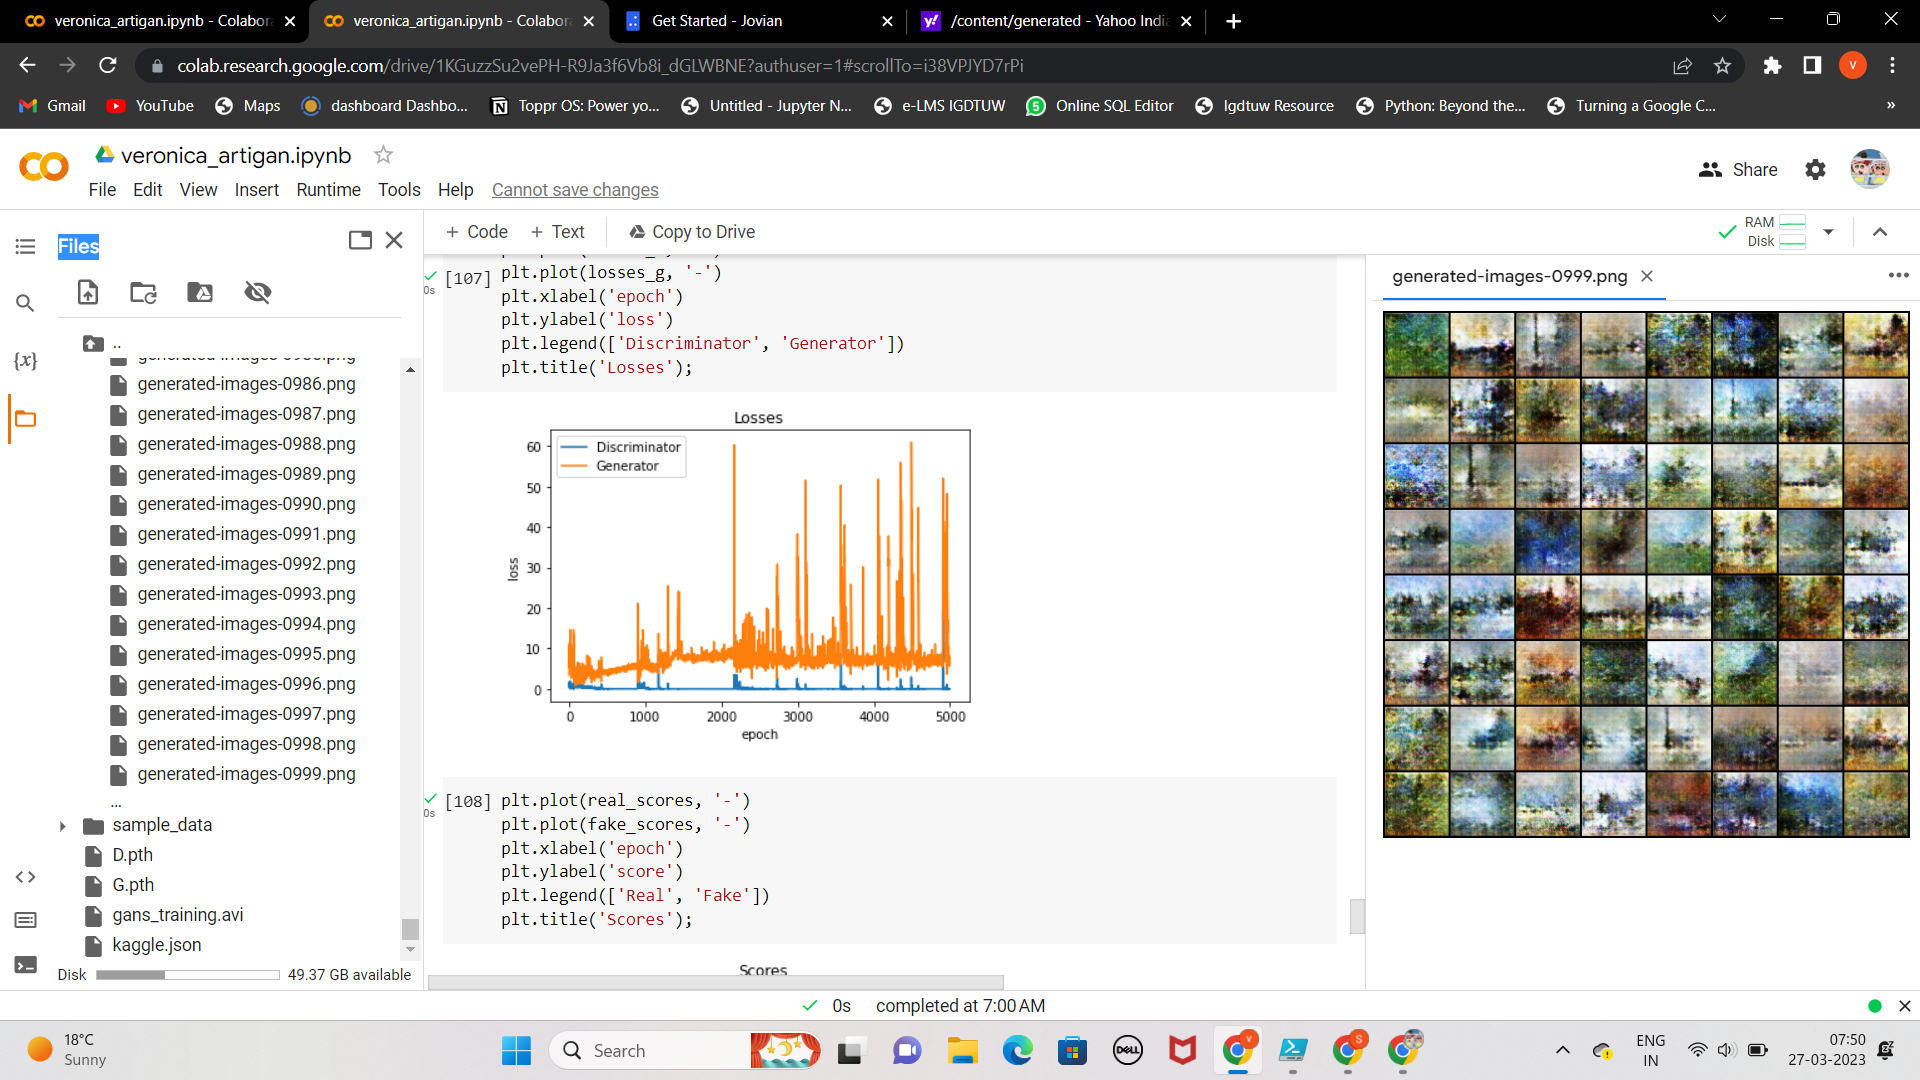 veronica_artigan.ipynb - Colabora
veronica_artigan.ipynb - Colabora
Get Started - Jovian
/content/generated - Yahoo India
colab.research.google.com/drive/1KGuzzSu2vePH-R9Ja3f6Vb8i_dGLWBNE?authuser=1#scrollTo=i38VPJYD7rPi
V
Gmail
YouTube
Maps
dashboard Dashbo...
Toppr OS: Power yo...
Untitled - Jupyter N...
e-LMS IGDTUW
Online SQL Editor
Igdtuw Resource
Python: Beyond the...
Turning a Google C...
»
veronica_artigan.ipynb
File Edit View Insert Runtime Tools Help Cannot save changes
Share
Files
+ Code + Text Copy to Drive
RAM
Disk
..
generated-images-0986.png
generated-images-0987.png
generated-images-0988.png
generated-images-0989.png
generated-images-0990.png
generated-images-0991.png
generated-images-0992.png
generated-images-0993.png
generated-images-0994.png
generated-images-0995.png
generated-images-0996.png
generated-images-0997.png
generated-images-0998.png
generated-images-0999.png
...
sample_data
D.pth
G.pth
gans_training.avi
kaggle.json
Disk 49.37 GB available
{x}
[107]
0s
plt.plot(losses_g, '-')
plt.xlabel('epoch')
plt.ylabel('loss')
plt.legend(['Discriminator', 'Generator'])
plt.title('Losses');
Losses
Discriminator
Generator
60
50
40
30
20
10
0
loss
0 1000 2000 3000 4000 5000
epoch
[108]
0s
plt.plot(real_scores, '-')
plt.plot(fake_scores, '-')
plt.xlabel('epoch')
plt.ylabel('score')
plt.legend(['Real', 'Fake'])
plt.title('Scores');
Scores
generated-images-0999.png
0s completed at 7:00 AM
18°C
Sunny
Search
DELL
V
S
ENG
IN
07:50
27-03-2023